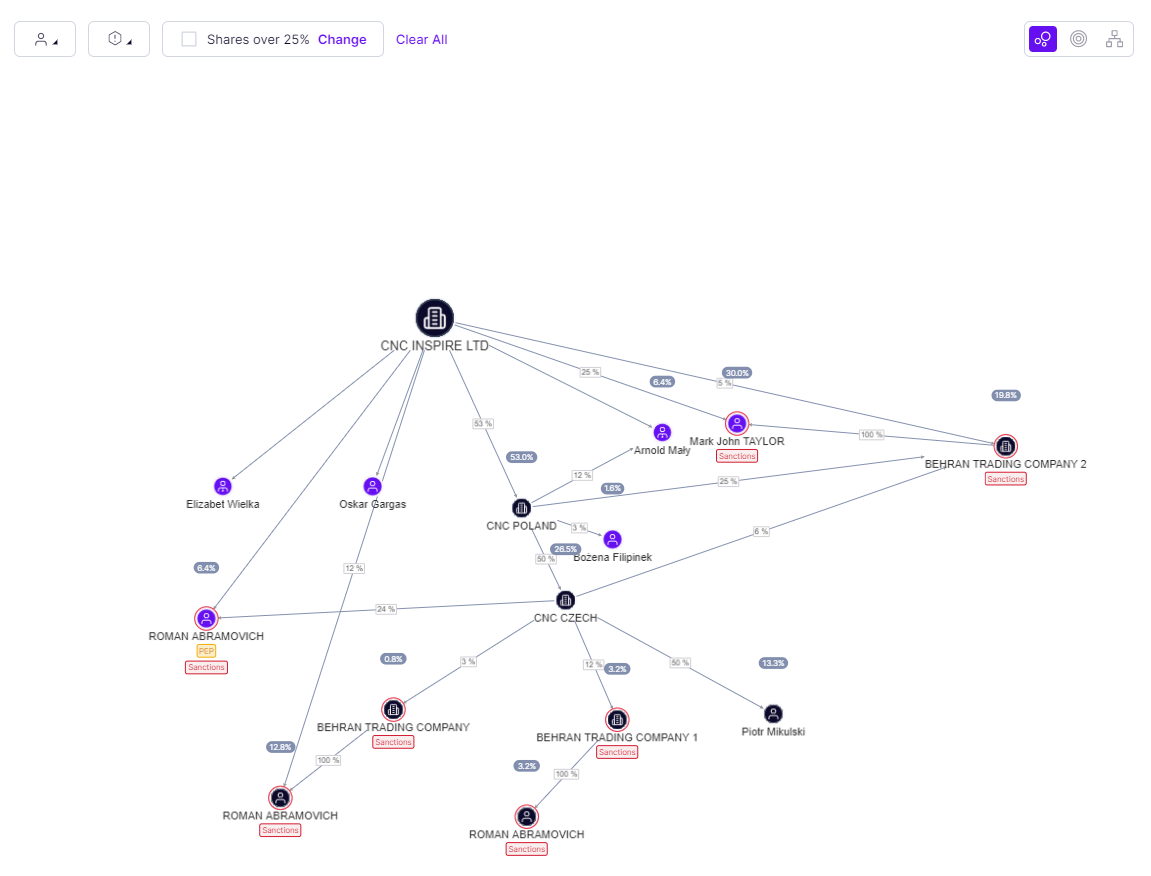 Shares over 25% Change Clear All
CNC INSPIRE LTD
25 %
6.4%
30.0%
5 %
19.8%
53 %
100 %
Arnold Mały
Mark John TAYLOR
Sanctions
53.0%
BEHRAN TRADING COMPANY 2
Sanctions
12 %
25 %
1.6%
Elizabet Wielka
Oskar Gargas
CNC POLAND
3 %
6 %
26.5%
50 %
Bożena Filipinek
6.4%
12 %
24 %
CNC CZECH
ROMAN ABRAMOVICH
PEP
Sanctions
0.8%
3 %
12 %
3.2%
50 %
13.3%
BEHRAN TRADING COMPANY
Sanctions
BEHRAN TRADING COMPANY 1
Sanctions
Piotr Mikulski
12.8%
100 %
3.2%
100 %
ROMAN ABRAMOVICH
Sanctions
ROMAN ABRAMOVICH
Sanctions